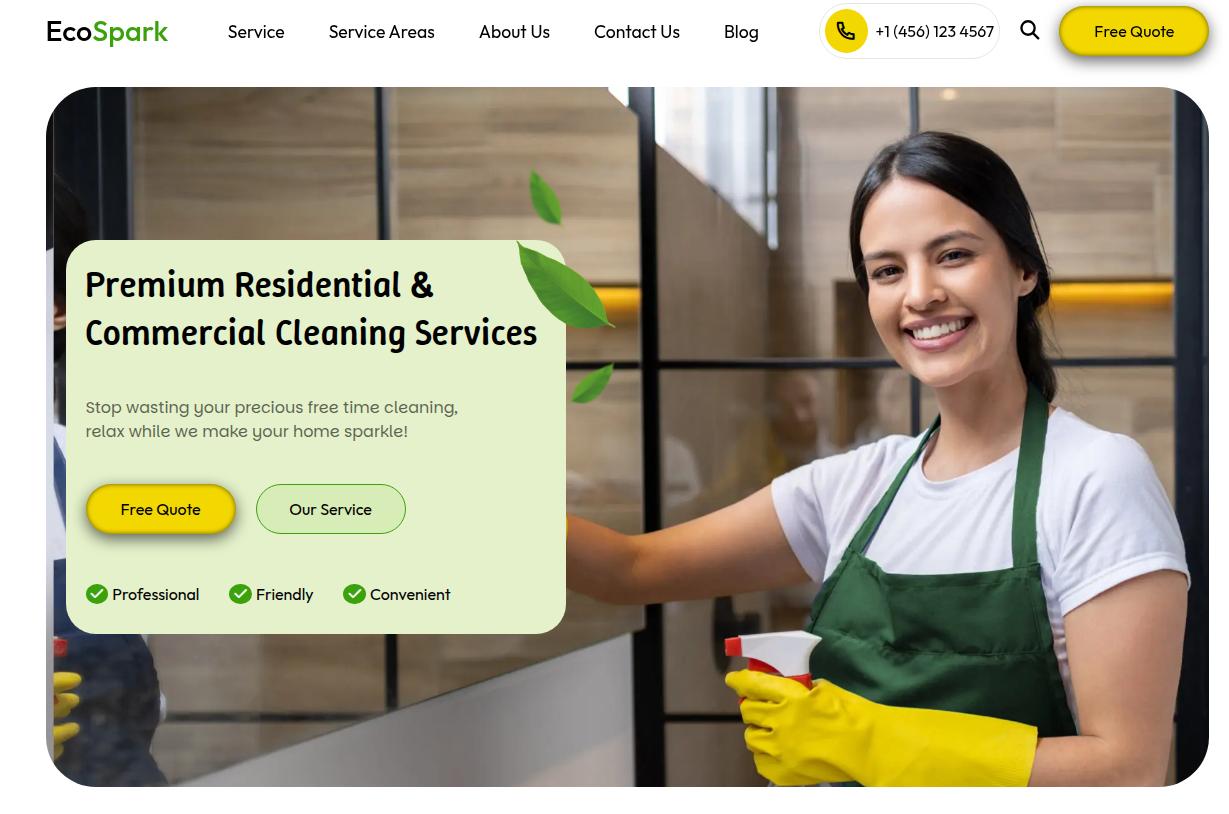 EcoSpark
Service
Service Areas
About Us
Contact Us
Blog
+1 (456) 123 4567
Free Quote
Premium Residential &
Commercial Cleaning Services
Stop wasting your precious free time cleaning,
relax while we make your home sparkle!
Free Quote
Our Service
Professional
Friendly
Convenient